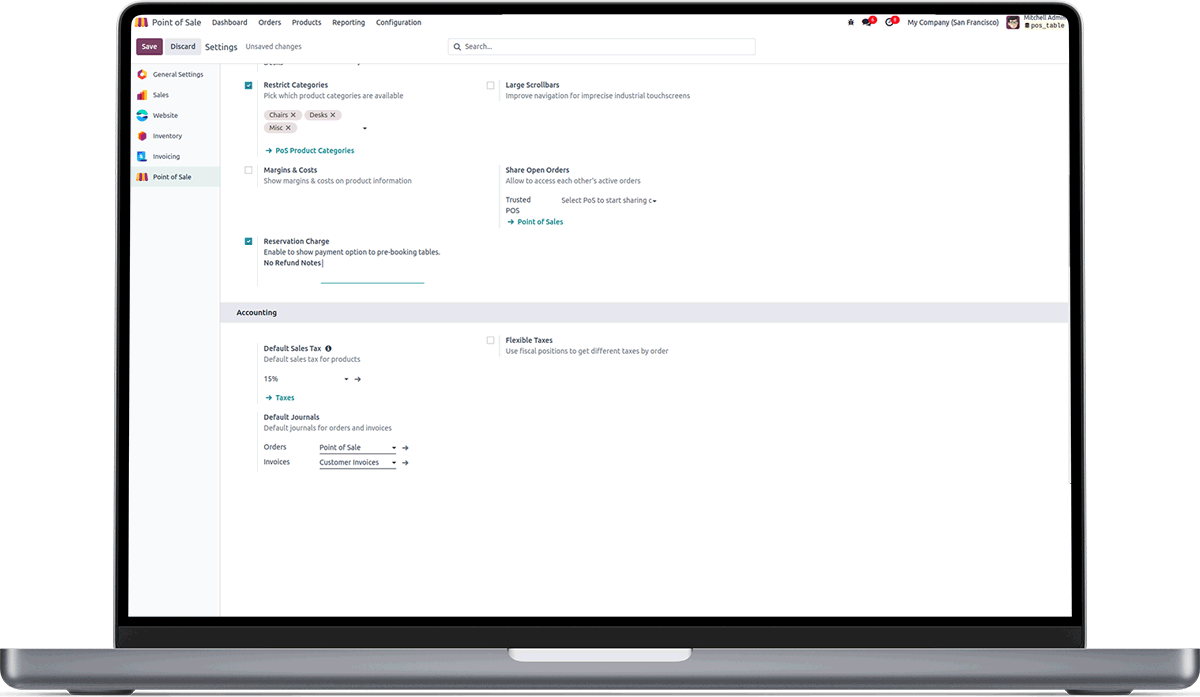 Point of Sale Dashboard Orders Products Reporting Configuration
My Company (San Francisco)
Mitchell Admin
pos_table
Save Discard Settings Unsaved changes
Search...
General Settings
Sales
Website
Inventory
Invoicing
Point of Sale
Restrict Categories
Pick which product categories are available
Chairs ✕ Desks ✕
Misc ✕
→ PoS Product Categories
Large Scrollbars
Improve navigation for imprecise industrial touchscreens
Margins & Costs
Show margins & costs on product information
Share Open Orders
Allow to access each other's active orders
Trusted
POS
Select PoS to start sharing c
→ Point of Sales
Reservation Charge
Enable to show payment option to pre-booking tables.
No Refund Notes
Accounting
Default Sales Tax
Default sales tax for products
15%
→ Taxes
Flexible Taxes
Use fiscal positions to get different taxes by order
Default Journals
Default journals for orders and invoices
Orders Point of Sale
Invoices Customer Invoices